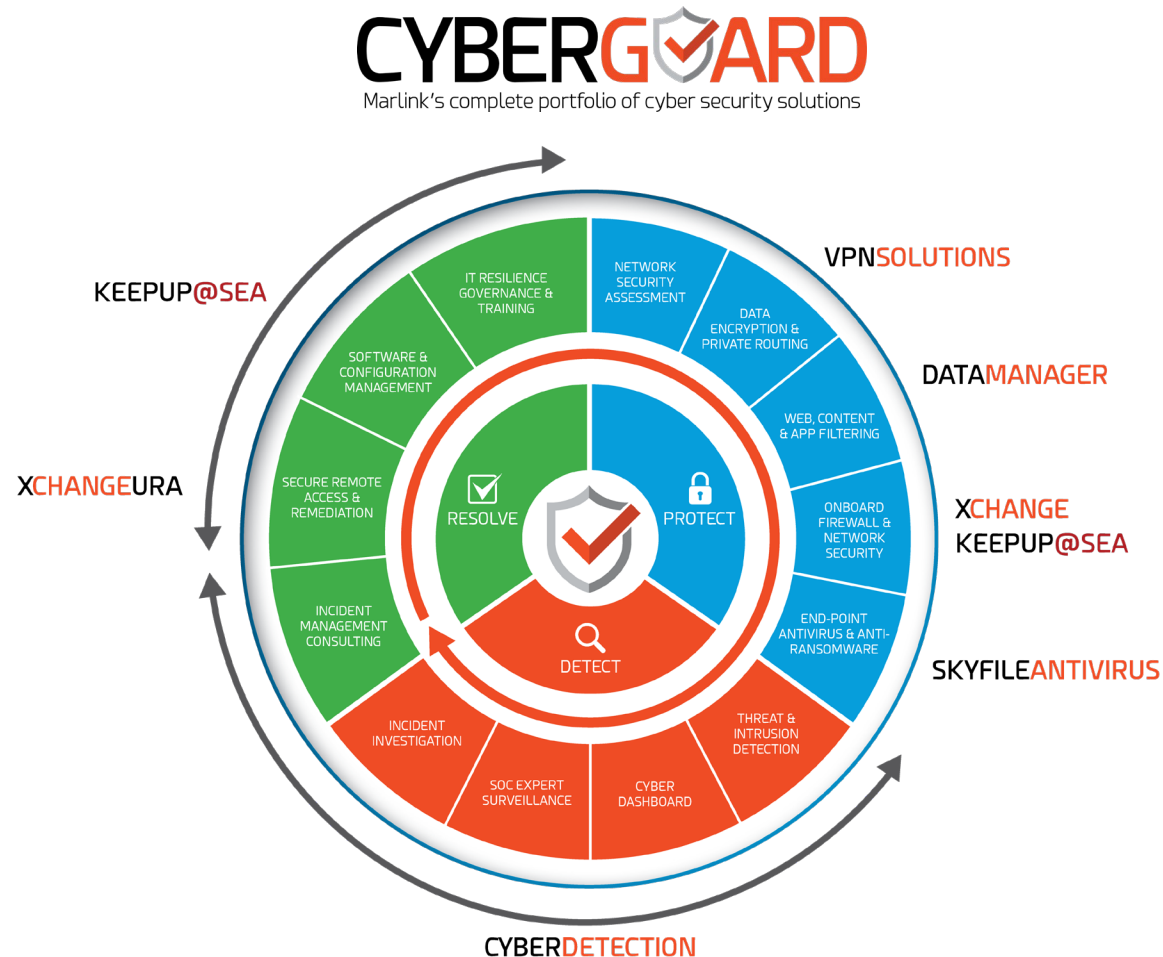 CYBERGUARD
Marlink's complete portfolio of cyber security solutions
KEEPUP@SEA
XCHANGEURA
VPNSOLUTIONS
DATAMANAGER
XCHANGE
KEEPUP@SEA
SKYFILEANTIVIRUS
CYBERDETECTION
IT RESILIENCE
GOVERNANCE &
TRAINING
SOFTWARE &
CONFIGURATION
MANAGEMENT
SECURE REMOTE
ACCESS &
REMEDIATION
INCIDENT
MANAGEMENT
CONSULTING
NETWORK
SECURITY
ASSESSMENT
DATA
ENCRYPTION &
PRIVATE ROUTING
WEB, CONTENT
& APP FILTERING
ONBOARD
FIREWALL &
NETWORK
SECURITY
END-POINT
ANTIVIRUS & ANTI-
RANSOMWARE
THREAT &
INTRUSION
DETECTION
CYBER
DASHBOARD
SOC EXPERT
SURVEILLANCE
INCIDENT
INVESTIGATION
RESOLVE
PROTECT
DETECT